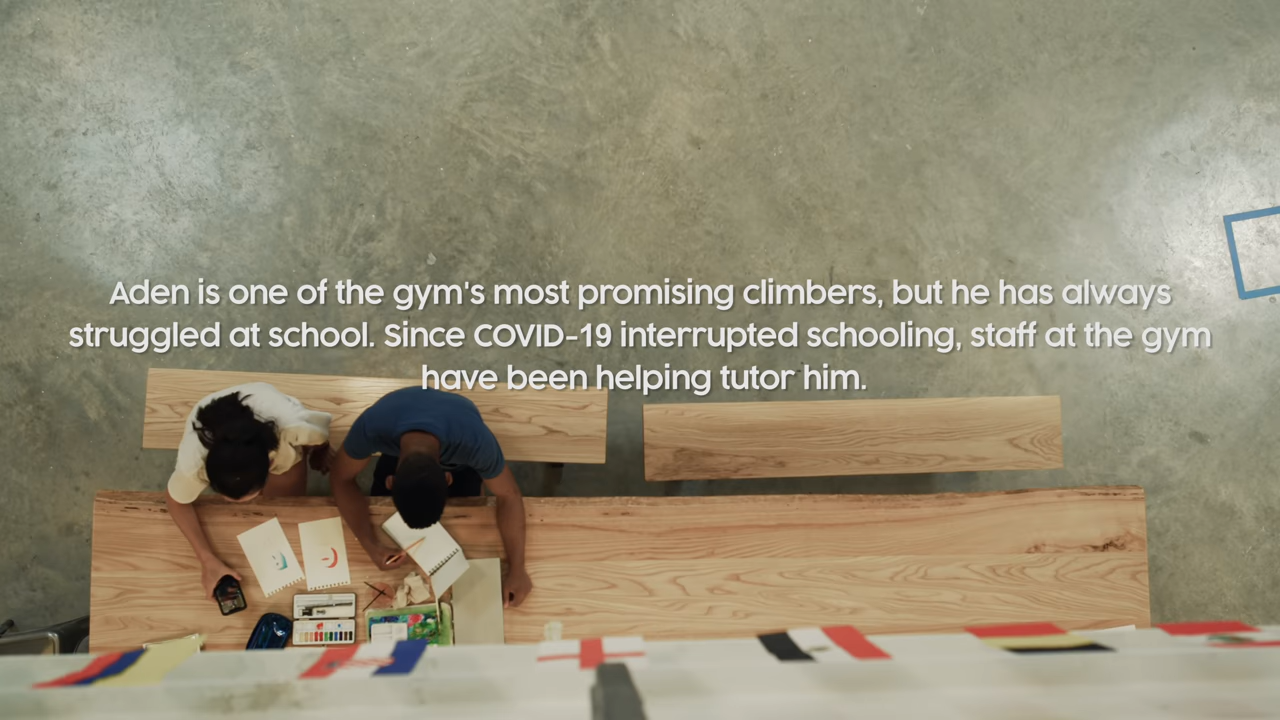 Aden is one of the gym's most promising climbers, but he has always
struggled at school. Since COVID-19 interrupted schooling, staff at the gym
have been helping tutor him.